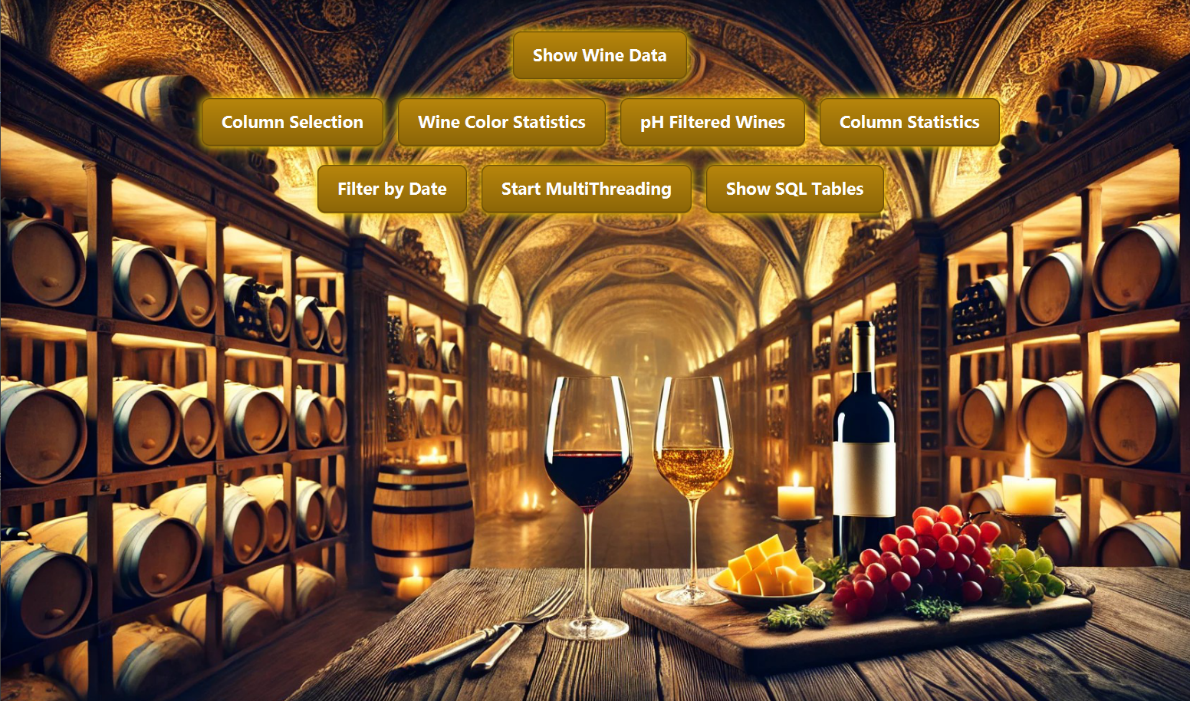 Show Wine Data
Column Selection
Wine Color Statistics
pH Filtered Wines
Column Statistics
Filter by Date
Start MultiThreading
Show SQL Tables